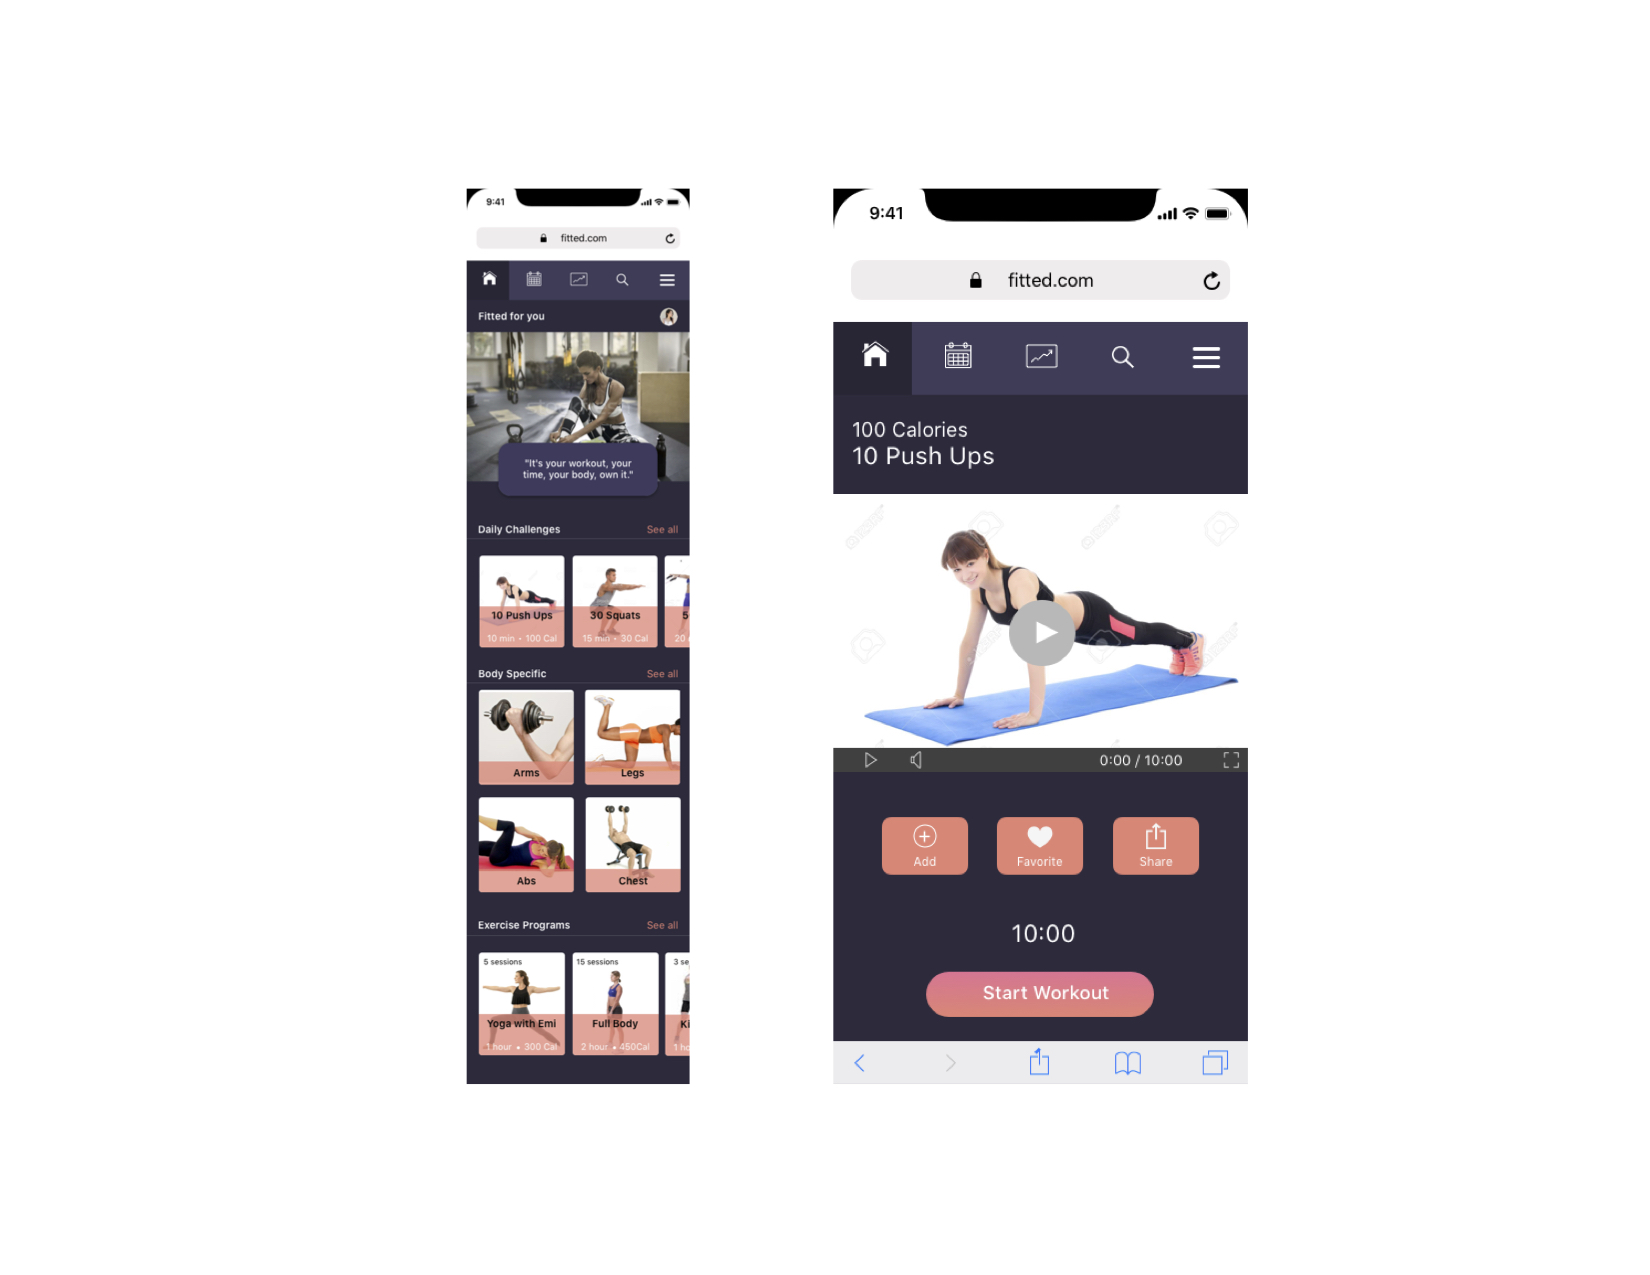 9:41
fitted.com
Fitted for you
"It's your workout, your
time, your body, own it."
Daily Challenges
See all
10 Push Ups
10 min • 100 Cal
30 Squats
15 min • 30 Cal
5
20
Body Specific
See all
Arms
Legs
Abs
Chest
Exercise Programs
See all
5 sessions
Yoga with Emi
1 hour • 300 Cal
15 sessions
Full Body
2 hour • 450Cal
3 se
Ki
1 ho
9:41
fitted.com
100 Calories
10 Push Ups
0:00 / 10:00
Add
Favorite
Share
10:00
Start Workout